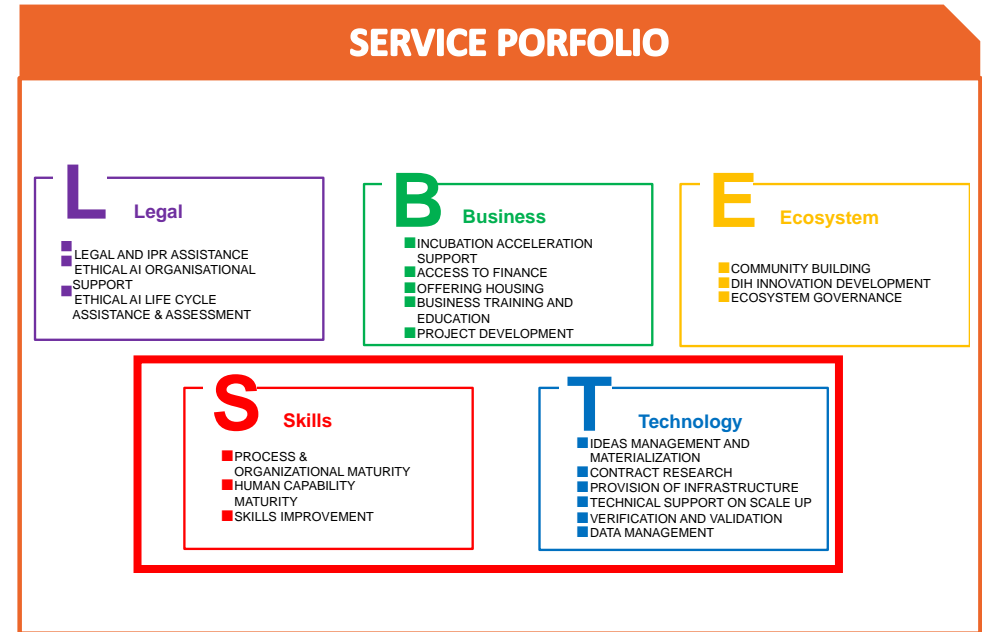 SERVICE PORFOLIO
L
Legal
LEGAL AND IPR ASSISTANCE
ETHICAL AI ORGANISATIONAL
SUPPORT
ETHICAL AI LIFE CYCLE
ASSISTANCE & ASSESSMENT
B
Business
INCUBATION ACCELERATION
SUPPORT
ACCESS TO FINANCE
OFFERING HOUSING
BUSINESS TRAINING AND
EDUCATION
PROJECT DEVELOPMENT
E
Ecosystem
COMMUNITY BUILDING
DIH INNOVATION DEVELOPMENT
ECOSYSTEM GOVERNANCE
S
Skills
PROCESS &
ORGANIZATIONAL MATURITY
HUMAN CAPABILITY
MATURITY
SKILLS IMPROVEMENT
T
Technology
IDEAS MANAGEMENT AND
MATERIALIZATION
CONTRACT RESEARCH
PROVISION OF INFRASTRUCTURE
TECHNICAL SUPPORT ON SCALE UP
VERIFICATION AND VALIDATION
DATA MANAGEMENT